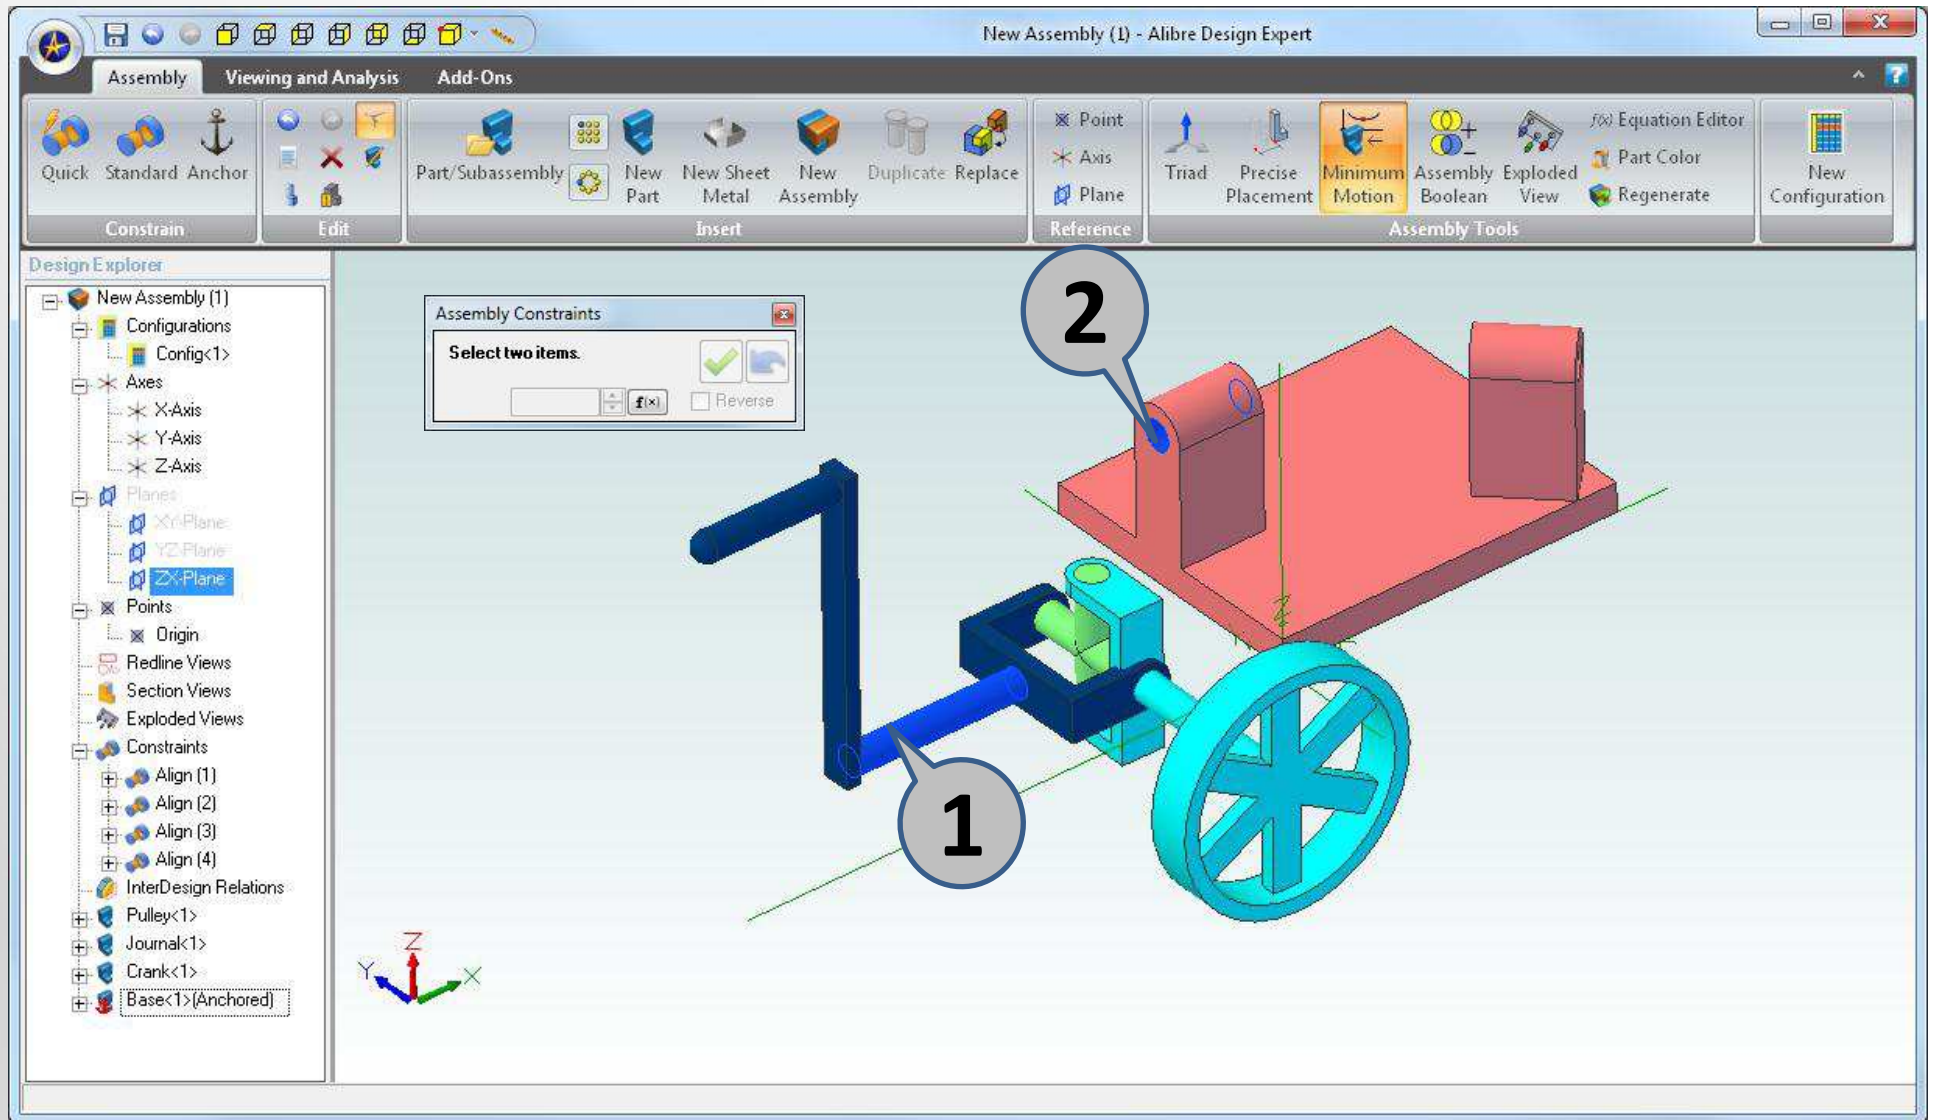 New Assembly (1) - Alibre Design Expert
Assembly
Viewing and Analysis
Add-Ons
Quick
Standard
Anchor
Constrain
Edit
Part/Subassembly
New Part
New Sheet Metal
New Assembly
Duplicate
Replace
Insert
Point
Axis
Plane
Reference
Triad
Precise Placement
Minimum Motion
Assembly Boolean
Exploded View
f(x) Equation Editor
Part Color
Regenerate
Assembly Tools
New Configuration
Design Explorer
New Assembly (1)
Configurations
Config<1>
Axes
X-Axis
Y-Axis
Z-Axis
Planes
XY-Plane
YZ-Plane
ZX-Plane
Points
Origin
Redline Views
Section Views
Exploded Views
Constraints
Align (1)
Align (2)
Align (3)
Align (4)
InterDesign Relations
Pulley<1>
Journal<1>
Crank<1>
Base<1>(Anchored)
Assembly Constraints
Select two items.
f(x)
Reverse
2
1
Z
Y
X